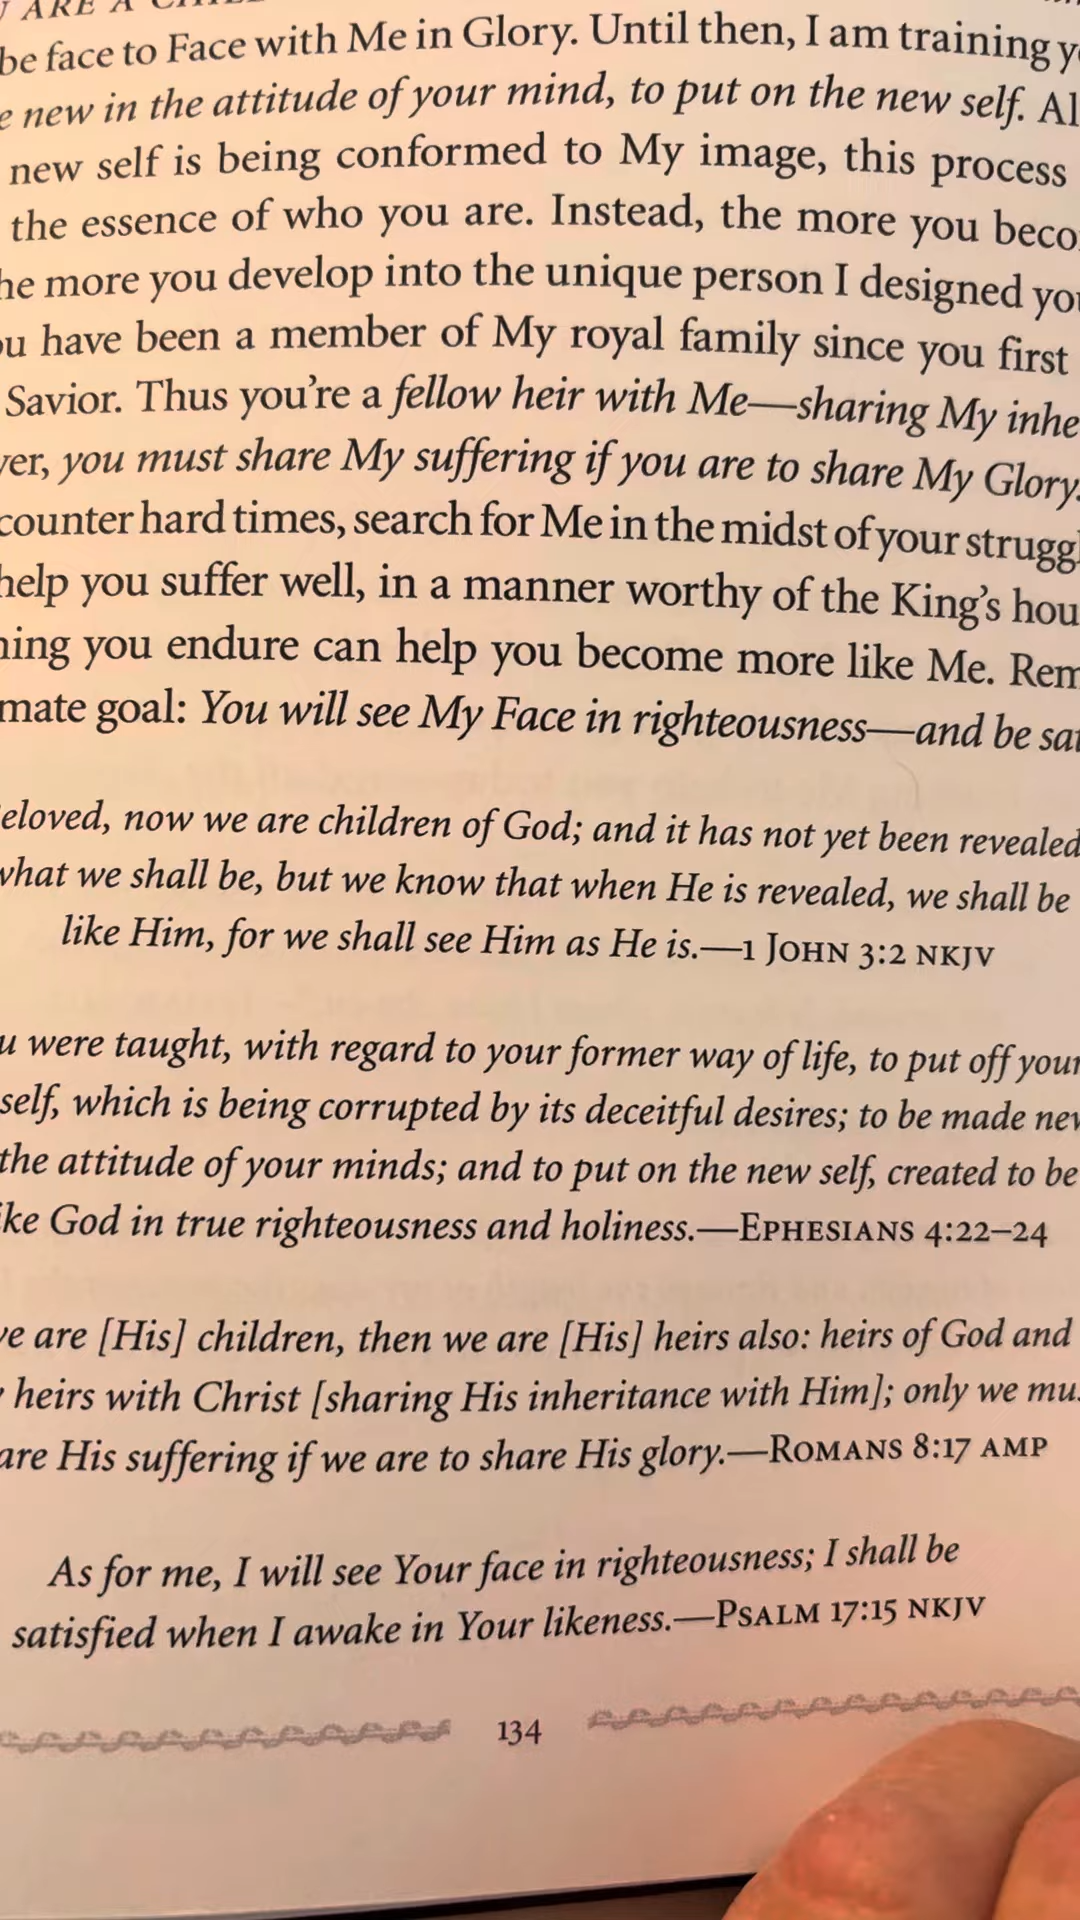 ARE A
be face to Face with Me in Glory. Until then, I am training
new in the attitude of your mind, to put on the new self.
new self is being conformed to My image, this process
the essence of who you are. Instead, the more you
more you develop into the unique person I designed
have been a member of My royal family since you first
Savior. Thus you're a fellow heir with Me—sharing My
you must share My suffering if you are to share My Glory.
hard times, search for Me in the midst of your
help you suffer well, in a manner worthy of the King's
you endure can help you become more like Me.
goal: You will see My Face in righteousness—and be
eloved, now we are children of God; and it has not yet been revealed
what we shall be, but we know that when He is revealed, we shall be
like Him, for we shall see Him as He is.—1 JOHN 3:2 NKJV
were taught, with regard to your former way of life, to put off your
self, which is being corrupted by its deceitful desires; to be made
the attitude of your minds; and to put on the new self, created to be
God in true righteousness and holiness.—EPHESIANS 4:22–24
are [His] children, then we are [His] heirs also: heirs of God and
heirs with Christ [sharing His inheritance with Him]; only we
His suffering if we are to share His glory.—ROMANS 8:17 AMP
As for me, I will see Your face in righteousness; I shall be
satisfied when I awake in Your likeness.—PSALM 17:15 NKJV
134